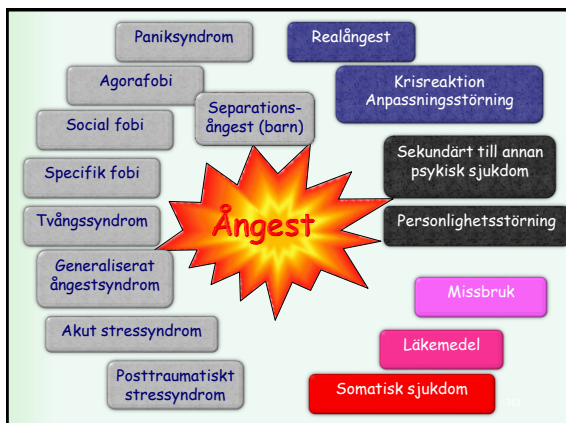 Paniksyndrom
Realångest
Agorafobi
Krisreaktion
Anpassningsstörning
Separations-
ångest (barn)
Social fobi
Sekundärt till annan
psykisk sjukdom
Specifik fobi
Tvångssyndrom
Ångest
Personlighetsstörning
Generaliserat
ångestsyndrom
Missbruk
Akut stressyndrom
Läkemedel
Posttraumatiskt
stressyndrom
Somatisk sjukdom